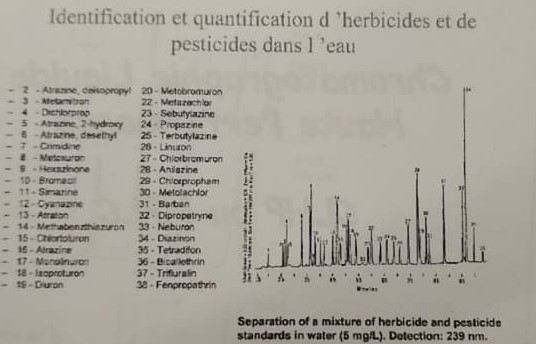 Identification et quantification d 'herbicides et de
pesticides dans l 'eau
- 2 - Atrazine, deisopropyl
- 3 - Metamitron
- 4 - Dichlorprop
- 5 - Atrazine, 2-hydroxy
- 6 - Atrazine, desethyl
- 7 - Crimidine
- 8 - Metoxuron
- 9 - Hexazinone
- 10 - Bromacil
- 11 - Simazine
- 12 - Cyanazine
- 13 - Atraton
- 14 - Methabenzthiazuron
- 15 - Chlortoluron
- 16 - Atrazine
- 17 - Monolinuron
- 18 - Isoproturon
- 19 - Diuron
20 - Metobromuron
22 - Metazachlor
23 - Sebutylazine
24 - Propazine
25 - Terbutylazine
26 - Linuron
27 - Chlorbromuron
28 - Anilazine
29 - Chlorpropham
30 - Metolachlor
31 - Barban
32 - Dipropetryne
33 - Neburon
34 - Diazinon
35 - Tetradifon
36 - Bioallethrin
37 - Trifluralin
38 - Fenpropathrin
Minutes
Separation of a mixture of herbicide and pesticide
standards in water (5 mg/L). Detection: 239 nm.